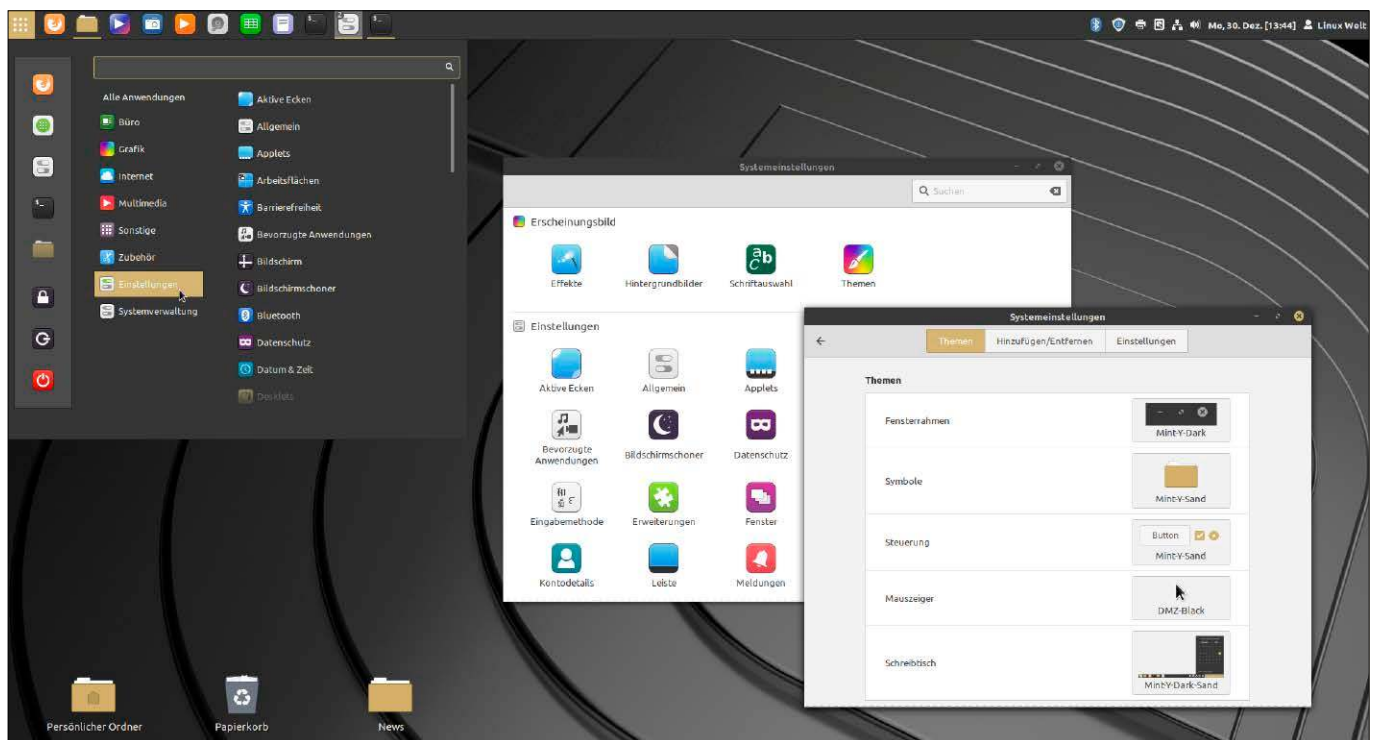 Mo, 30. Dez. [13:44]
Linux Welt
Alle Anwendungen
Büro
Grafik
Internet
Multimedia
Sonstige
Zubehör
Einstellungen
Systemverwaltung
Aktive Ecken
Allgemein
Applets
Arbeitsflächen
Barrierefreiheit
Bevorzugte Anwendungen
Bildschirm
Bildschirmschoner
Bluetooth
Datenschutz
Datum & Zeit
Desklets
Systemeinstellungen
Suchen
Erscheinungsbild
Effekte
Hintergrundbilder
Schriftauswahl
Themen
Einstellungen
Aktive Ecken
Allgemein
Applets
Bevorzugte
Anwendungen
Bildschirmschoner
Datenschutz
Eingabemethode
Erweiterungen
Fenster
Kontodetails
Leiste
Meldungen
Systemeinstellungen
Themen
Hinzufügen/Entfernen
Einstellungen
Themen
Fensterrahmen
Mint-Y-Dark
Symbole
Mint-Y-Sand
Steuerung
Button
Mint-Y-Sand
Mauszeiger
DMZ-Black
Schreibtisch
Mint-Y-Dark-Sand
Persönlicher Ordner
Papierkorb
News